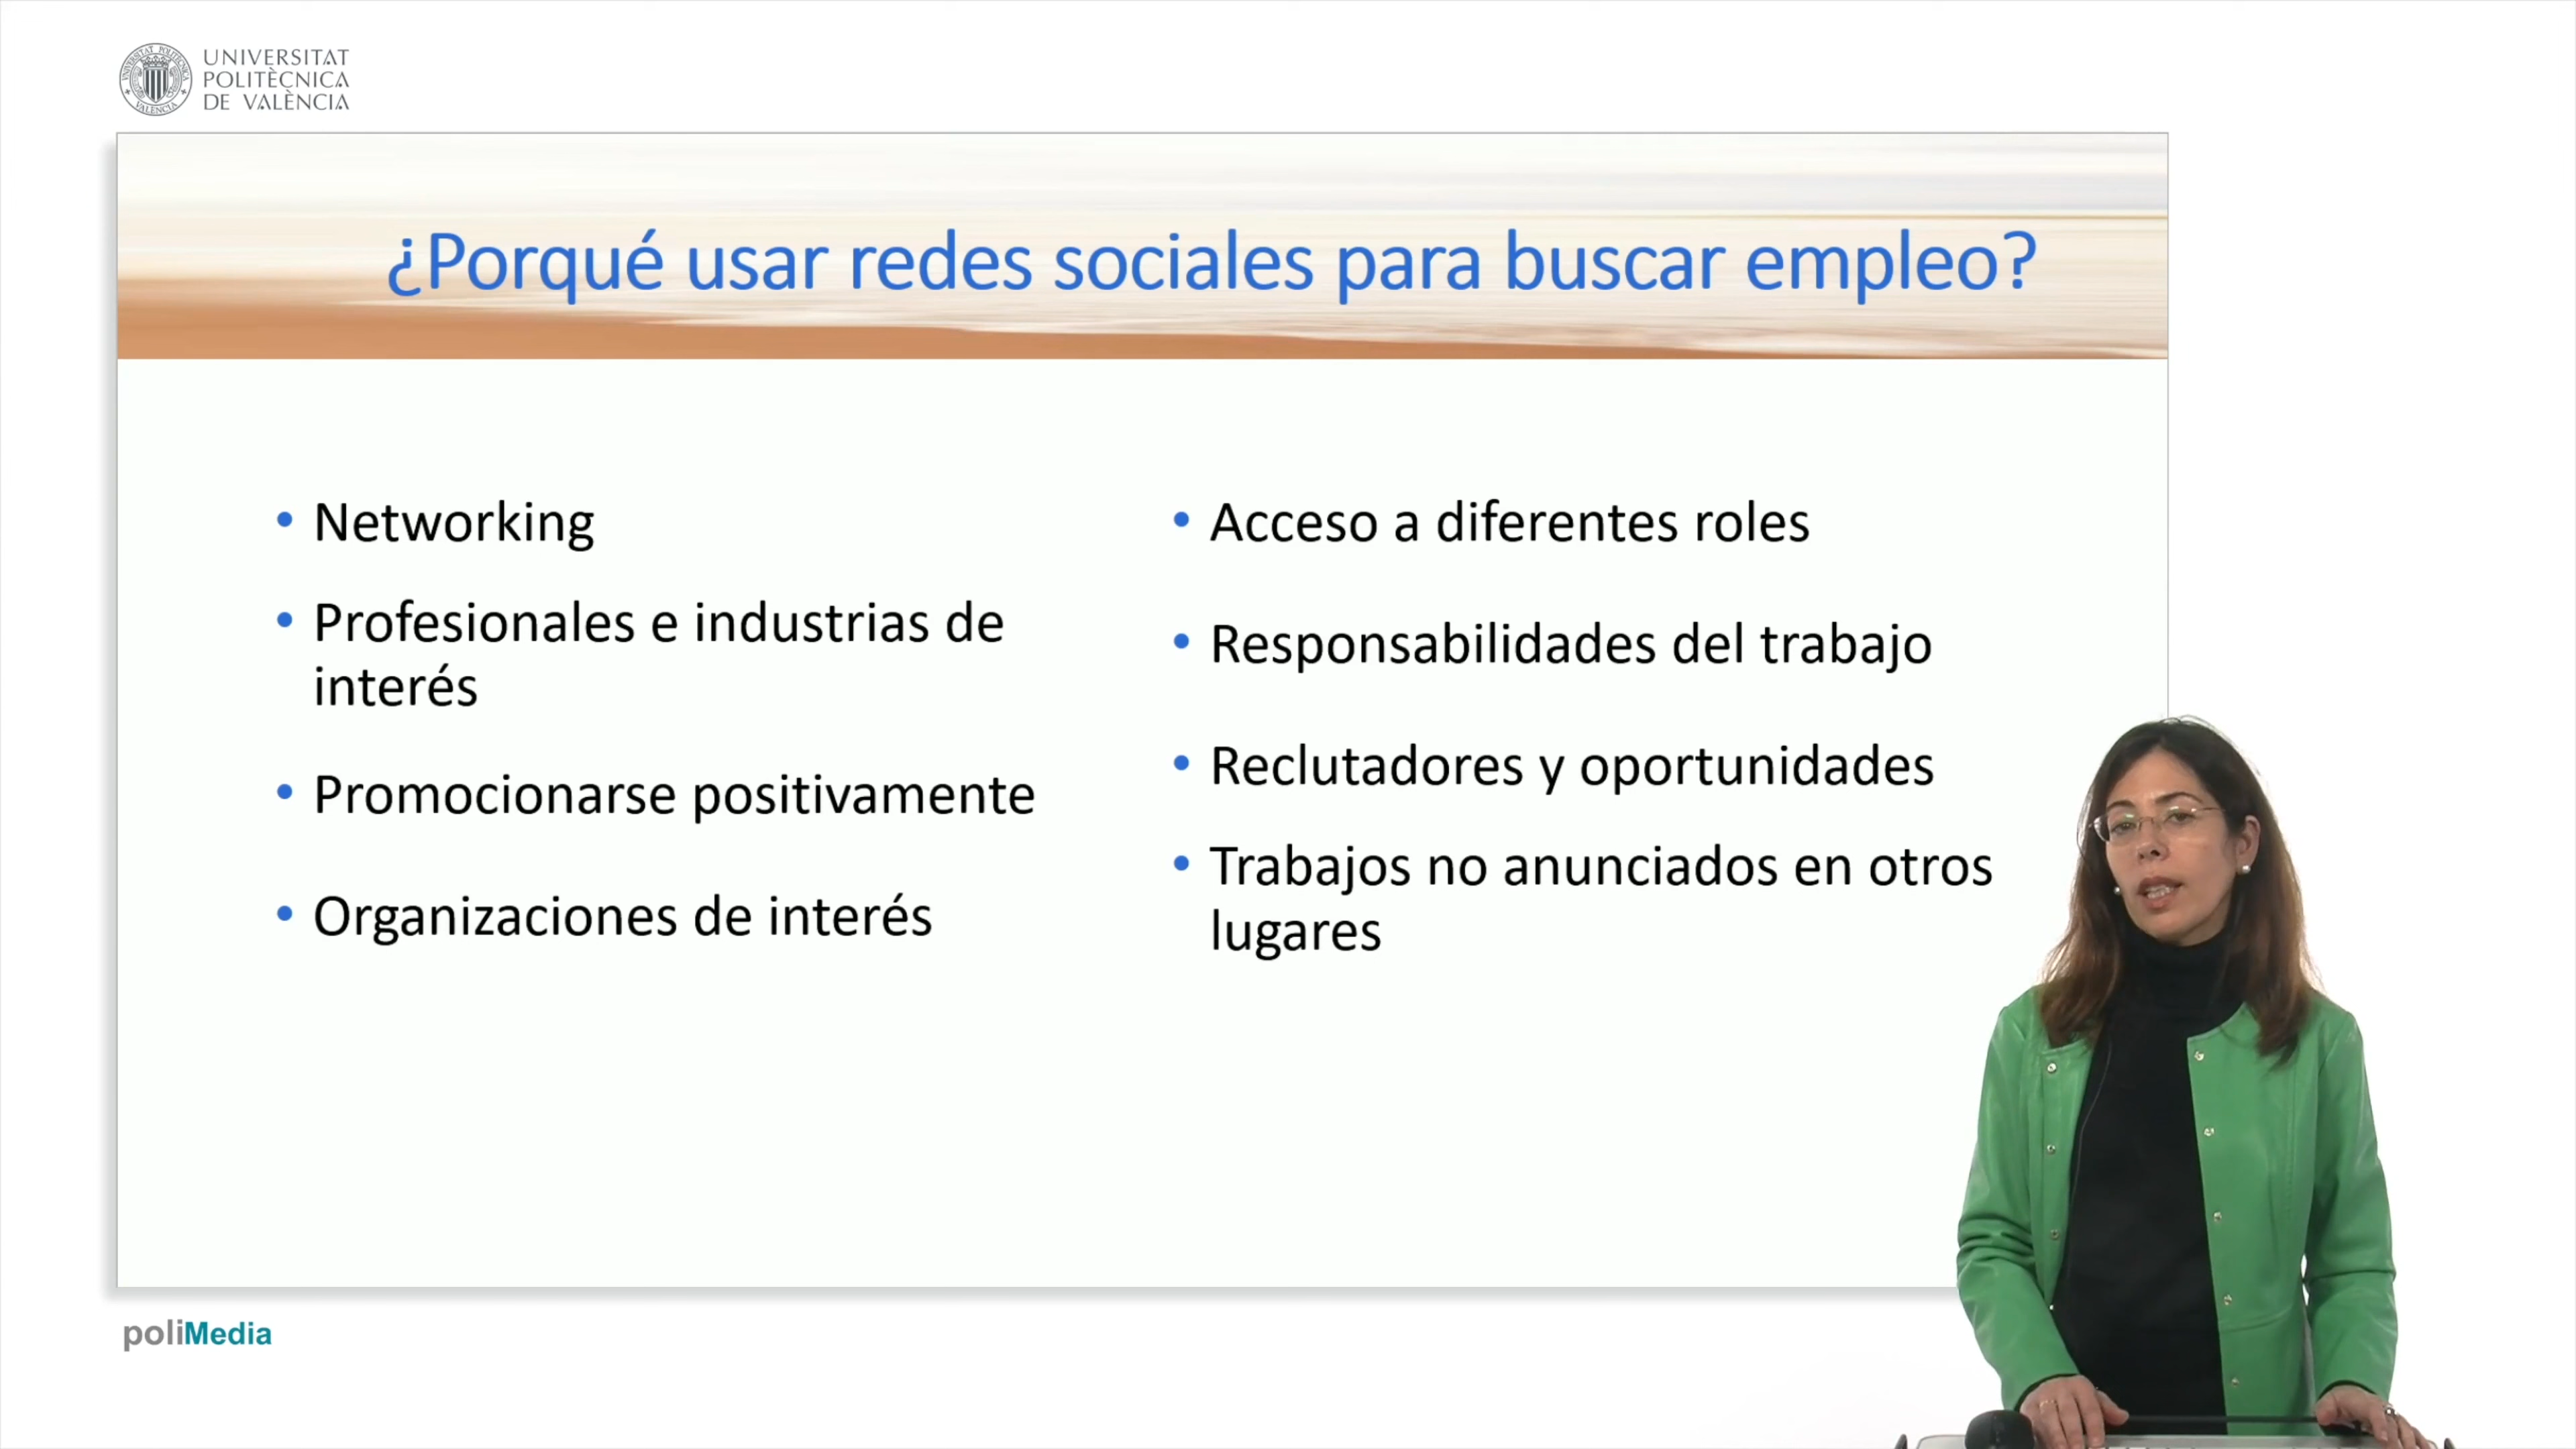 UNIVERSITAT
POLITÈCNICA
DE VALÈNCIA
¿Porqué usar redes sociales para buscar empleo?
• Networking
• Profesionales e industrias de
interés
• Promocionarse positivamente
• Organizaciones de interés
• Acceso a diferentes roles
• Responsabilidades del trabajo
• Reclutadores y oportunidades
• Trabajos no anunciados en otros
lugares
poliMedia